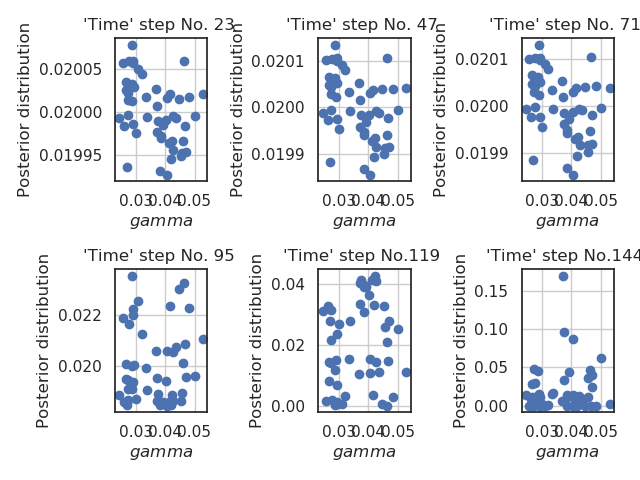 'Time' step No. 23
'Time' step No. 47
'Time' step No. 71
Posterior distribution
0.02005
0.02000
0.01995
0.03
0.04
0.05
gamma
Posterior distribution
0.0201
0.0200
0.0199
0.03
0.04
0.05
gamma
Posterior distribution
0.0201
0.0200
0.0199
0.03
0.04
0.05
gamma
'Time' step No. 95
'Time' step No.119
'Time' step No.144
Posterior distribution
0.022
0.020
0.03
0.04
0.05
gamma
Posterior distribution
0.04
0.02
0.00
0.03
0.04
0.05
gamma
Posterior distribution
0.15
0.10
0.05
0.00
0.03
0.04
0.05
gamma